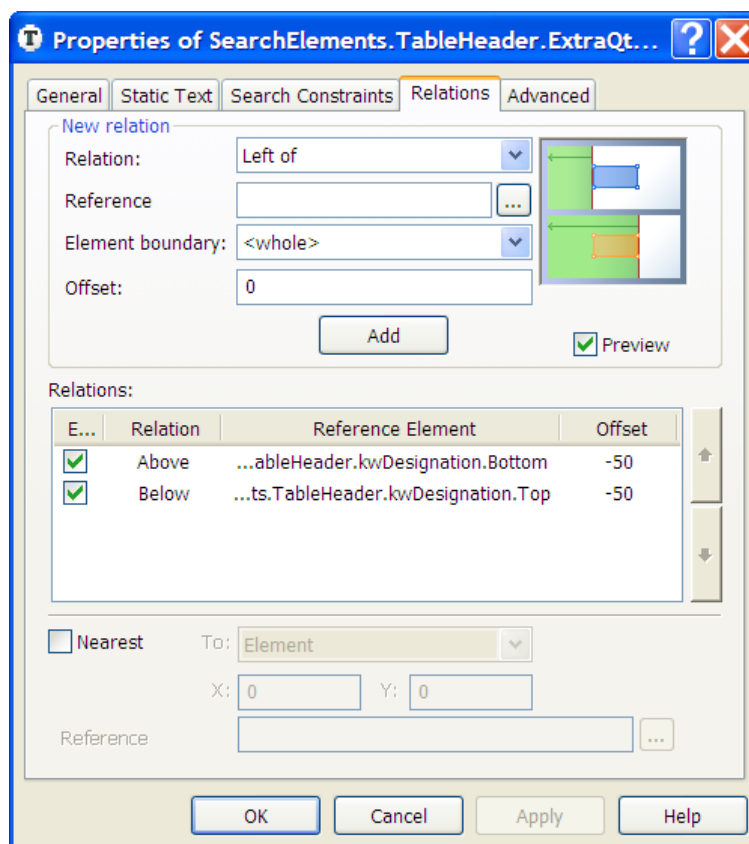 Properties of SearchElements.TableHeader.ExtraQt...
General Static Text Search Constraints Relations Advanced
New relation
Relation: Left of
Reference ...
Element boundary: <whole>
Offset: 0
Add
Preview
Relations:
E... Relation Reference Element Offset
Above ...ableHeader.kwDesignation.Bottom -50
Below ...ts.TableHeader.kwDesignation.Top -50
Nearest To: Element
X: 0 Y: 0
Reference ...
OK Cancel Apply Help